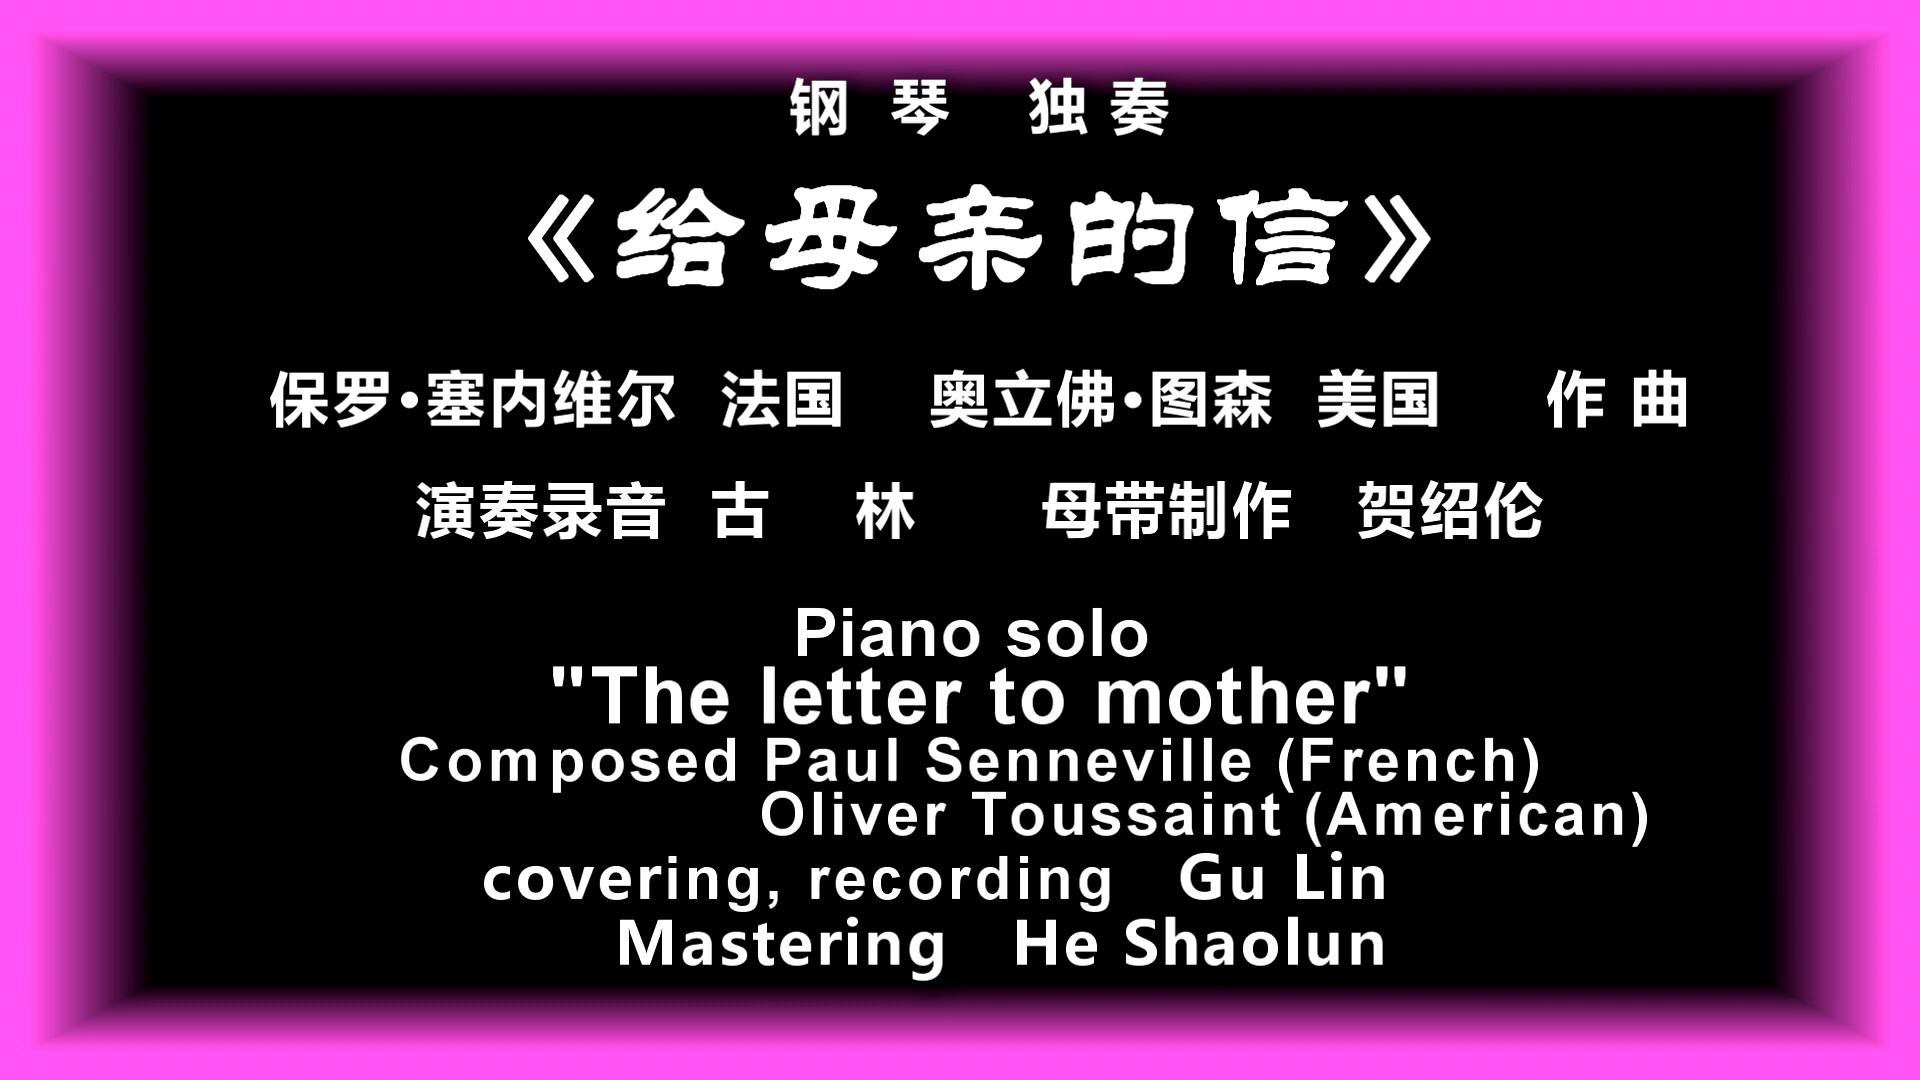 钢琴 独奏
《给母亲的信》
保罗·塞内维尔 法国 奥立佛·图森 美国 作曲
演奏录音 古林 母带制作 贺绍伦
Piano solo
"The letter to mother"
Composed Paul Senneville (French)
Oliver Toussaint (American)
covering, recording Gu Lin
Mastering He Shaolun